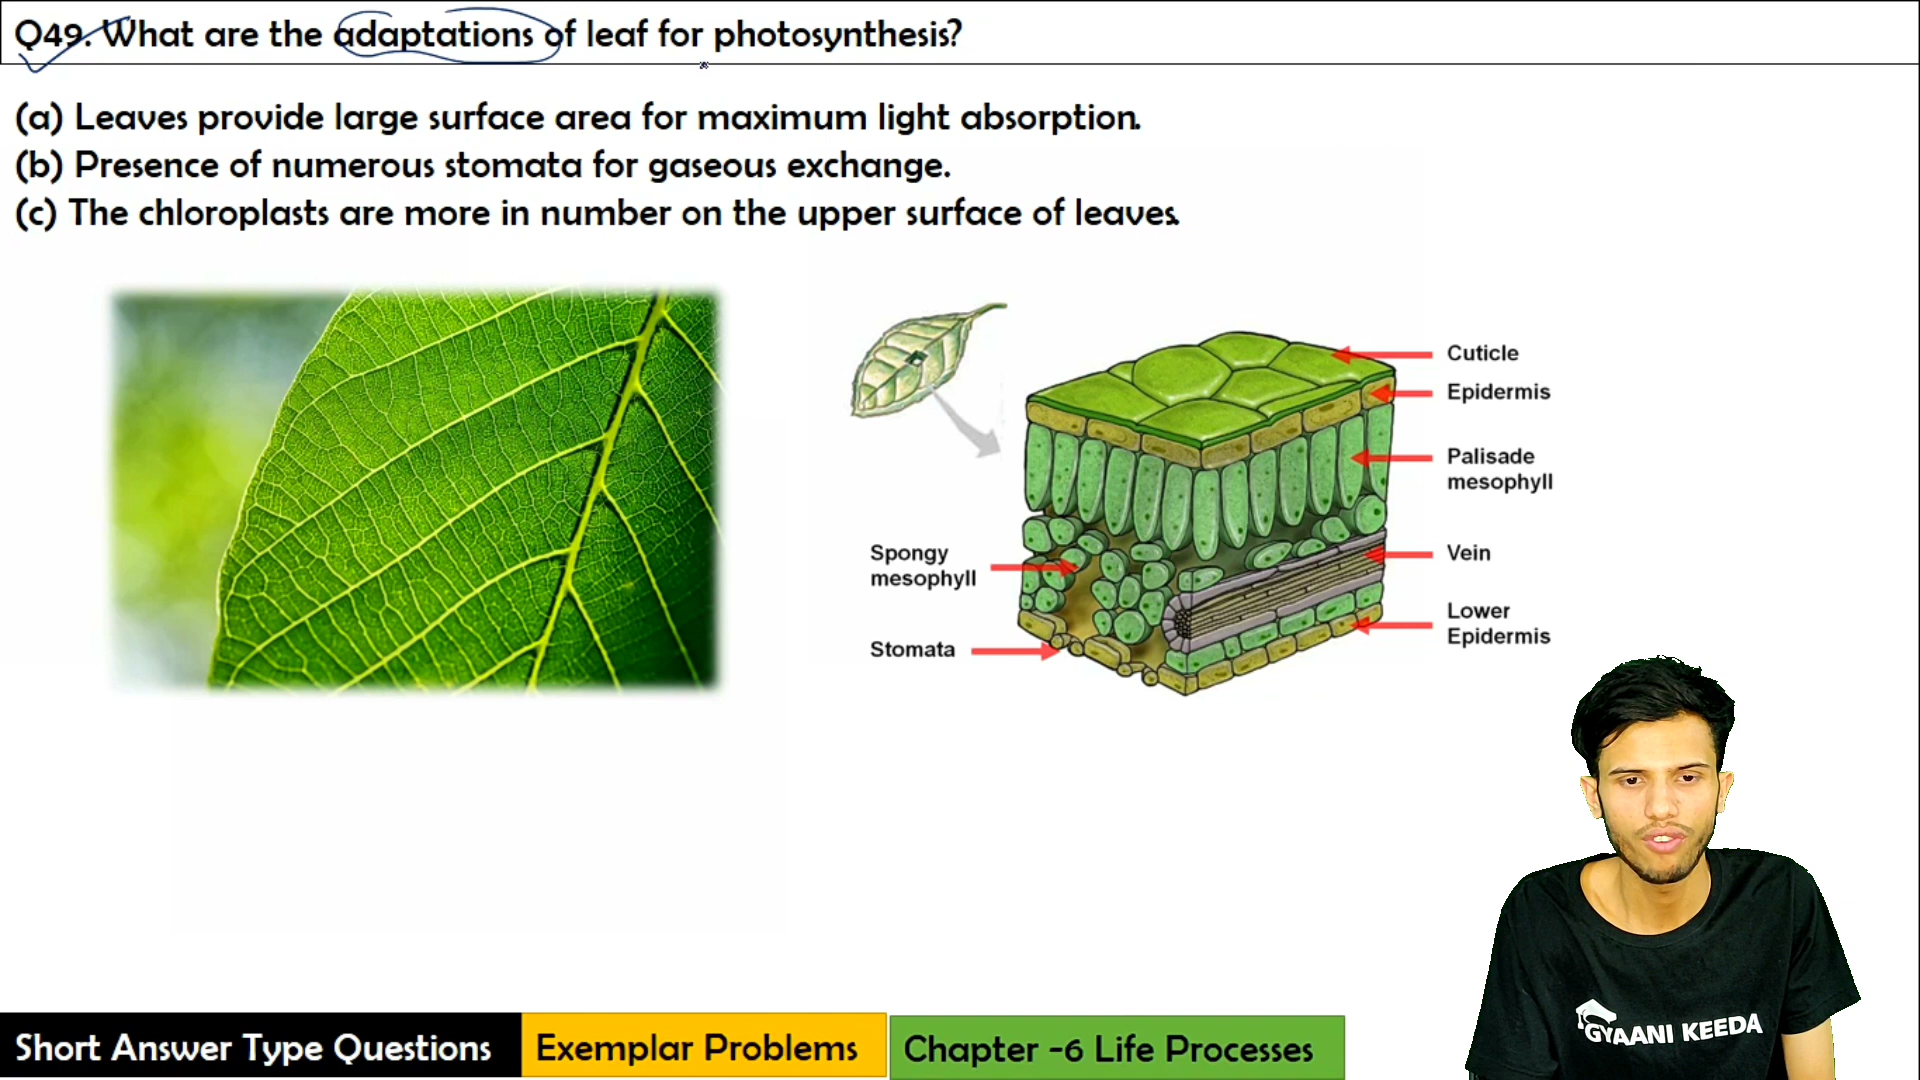 Q49. What are the adaptations of leaf for photosynthesis?
(a) Leaves provide large surface area for maximum light absorption.
(b) Presence of numerous stomata for gaseous exchange.
(c) The chloroplasts are more in number on the upper surface of leaves.
Cuticle
Epidermis
Palisade
mesophyll
Spongy
mesophyll
Vein
Lower
Epidermis
Stomata
GYAANI KEEDA
Short Answer Type Questions
Exemplar Problems
Chapter -6 Life Processes